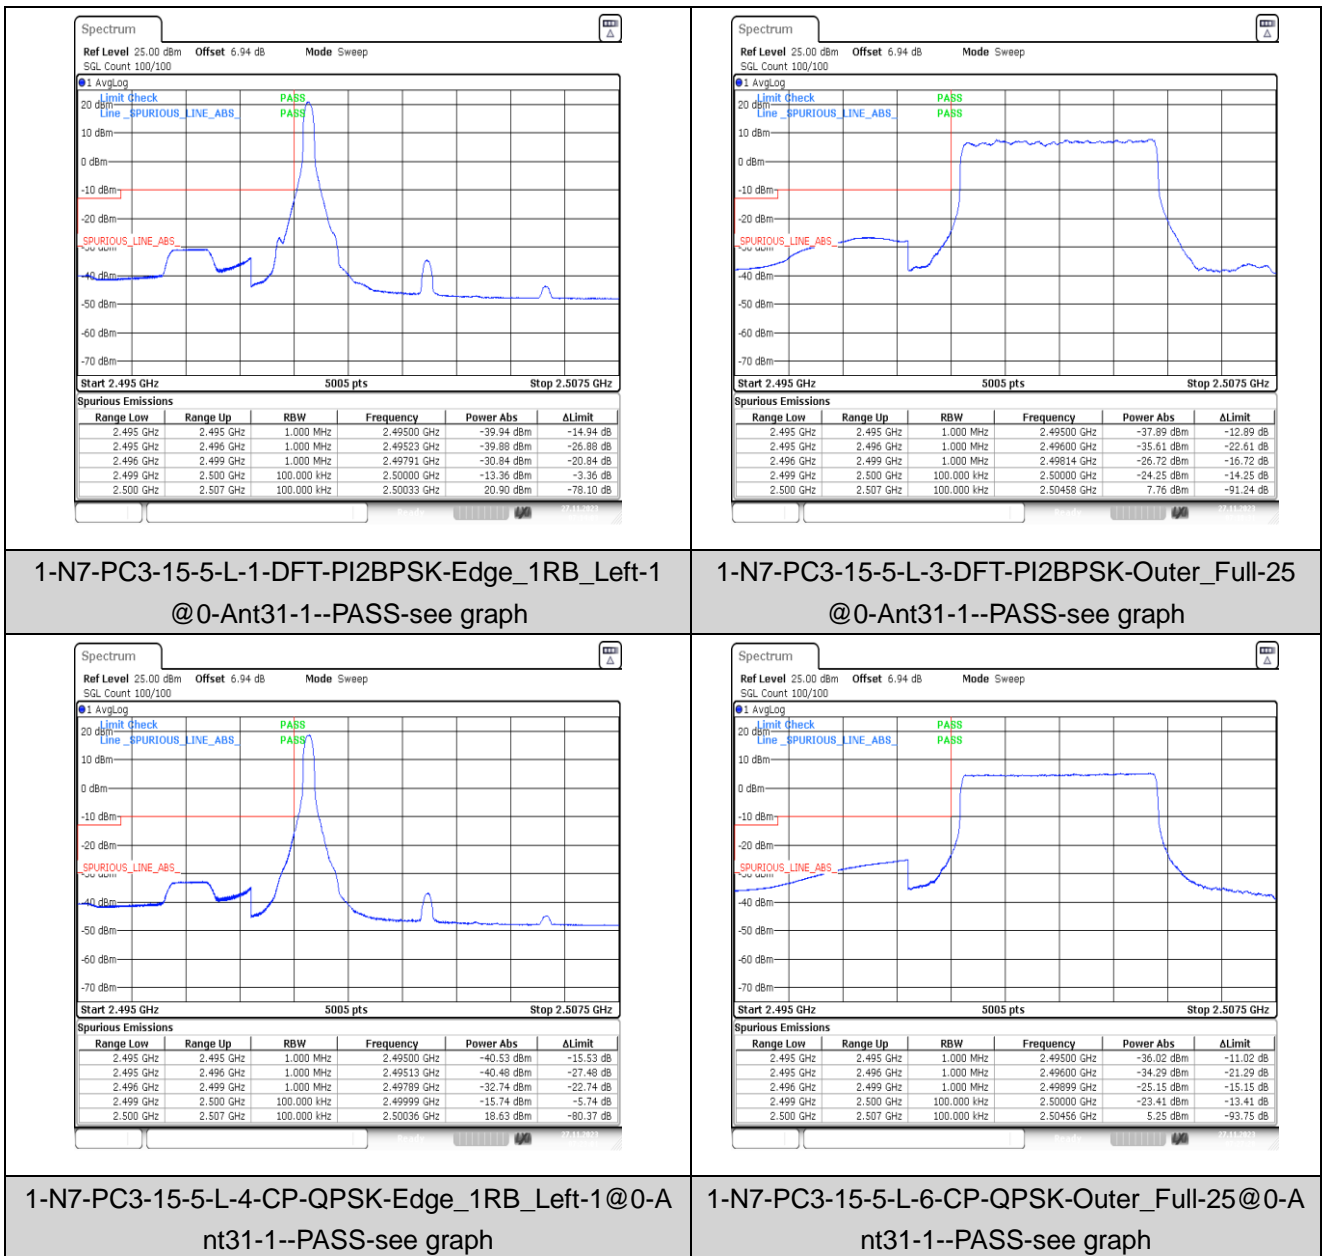 Spectrum
Ref Level 25.00 dBm Offset 6.94 dB Mode Sweep
SGL Count 100/100
1 AvgLog
Limit Check PASS
Line _SPURIOUS_LINE_ABS_ PASS
20 dBm
10 dBm
0 dBm
-10 dBm
-20 dBm
_SPURIOUS_LINE_ABS_
-40 dBm
-50 dBm
-60 dBm
-70 dBm
Start 2.495 GHz 5005 pts Stop 2.5075 GHz
Spurious Emissions
Range Low Range Up RBW Frequency Power Abs ΔLimit
2.495 GHz 2.495 GHz 1.000 MHz 2.49500 GHz -39.94 dBm -14.94 dB
2.495 GHz 2.496 GHz 1.000 MHz 2.49523 GHz -39.88 dBm -26.88 dB
2.496 GHz 2.499 GHz 1.000 MHz 2.49791 GHz -30.84 dBm -20.84 dB
2.499 GHz 2.500 GHz 100.000 kHz 2.50000 GHz -13.36 dBm -3.36 dB
2.500 GHz 2.507 GHz 100.000 kHz 2.50033 GHz 20.90 dBm -78.10 dB
27.11.2023
1-N7-PC3-15-5-L-1-DFT-PI2BPSK-Edge_1RB_Left-1
@0-Ant31-1--PASS-see graph
Spectrum
Ref Level 25.00 dBm Offset 6.94 dB Mode Sweep
SGL Count 100/100
1 AvgLog
Limit Check PASS
Line _SPURIOUS_LINE_ABS_ PASS
20 dBm
10 dBm
0 dBm
-10 dBm
-20 dBm
_SPURIOUS_LINE_ABS_
-40 dBm
-50 dBm
-60 dBm
-70 dBm
Start 2.495 GHz 5005 pts Stop 2.5075 GHz
Spurious Emissions
Range Low Range Up RBW Frequency Power Abs ΔLimit
2.495 GHz 2.495 GHz 1.000 MHz 2.49500 GHz -37.89 dBm -12.89 dB
2.495 GHz 2.496 GHz 1.000 MHz 2.49600 GHz -35.61 dBm -22.61 dB
2.496 GHz 2.499 GHz 1.000 MHz 2.49814 GHz -26.72 dBm -16.72 dB
2.499 GHz 2.500 GHz 100.000 kHz 2.50000 GHz -24.25 dBm -14.25 dB
2.500 GHz 2.507 GHz 100.000 kHz 2.50458 GHz 7.76 dBm -91.24 dB
27.11.2023
1-N7-PC3-15-5-L-3-DFT-PI2BPSK-Outer_Full-25
@0-Ant31-1--PASS-see graph
Spectrum
Ref Level 25.00 dBm Offset 6.94 dB Mode Sweep
SGL Count 100/100
1 AvgLog
Limit Check PASS
Line _SPURIOUS_LINE_ABS_ PASS
20 dBm
10 dBm
0 dBm
-10 dBm
-20 dBm
_SPURIOUS_LINE_ABS_
-40 dBm
-50 dBm
-60 dBm
-70 dBm
Start 2.495 GHz 5005 pts Stop 2.5075 GHz
Spurious Emissions
Range Low Range Up RBW Frequency Power Abs ΔLimit
2.495 GHz 2.495 GHz 1.000 MHz 2.49500 GHz -40.53 dBm -15.53 dB
2.495 GHz 2.496 GHz 1.000 MHz 2.49513 GHz -40.48 dBm -27.48 dB
2.496 GHz 2.499 GHz 1.000 MHz 2.49789 GHz -32.74 dBm -22.74 dB
2.499 GHz 2.500 GHz 100.000 kHz 2.49999 GHz -15.74 dBm -5.74 dB
2.500 GHz 2.507 GHz 100.000 kHz 2.50036 GHz 18.63 dBm -80.37 dB
27.11.2023
1-N7-PC3-15-5-L-4-CP-QPSK-Edge_1RB_Left-1@0-A
nt31-1--PASS-see graph
Spectrum
Ref Level 25.00 dBm Offset 6.94 dB Mode Sweep
SGL Count 100/100
1 AvgLog
Limit Check PASS
Line _SPURIOUS_LINE_ABS_ PASS
20 dBm
10 dBm
0 dBm
-10 dBm
-20 dBm
_SPURIOUS_LINE_ABS_
-40 dBm
-50 dBm
-60 dBm
-70 dBm
Start 2.495 GHz 5005 pts Stop 2.5075 GHz
Spurious Emissions
Range Low Range Up RBW Frequency Power Abs ΔLimit
2.495 GHz 2.495 GHz 1.000 MHz 2.49500 GHz -36.02 dBm -11.02 dB
2.495 GHz 2.496 GHz 1.000 MHz 2.49600 GHz -34.29 dBm -21.29 dB
2.496 GHz 2.499 GHz 1.000 MHz 2.49899 GHz -25.15 dBm -15.15 dB
2.499 GHz 2.500 GHz 100.000 kHz 2.50000 GHz -23.41 dBm -13.41 dB
2.500 GHz 2.507 GHz 100.000 kHz 2.50456 GHz 5.25 dBm -93.75 dB
27.11.2023
1-N7-PC3-15-5-L-6-CP-QPSK-Outer_Full-25@0-A
nt31-1--PASS-see graph